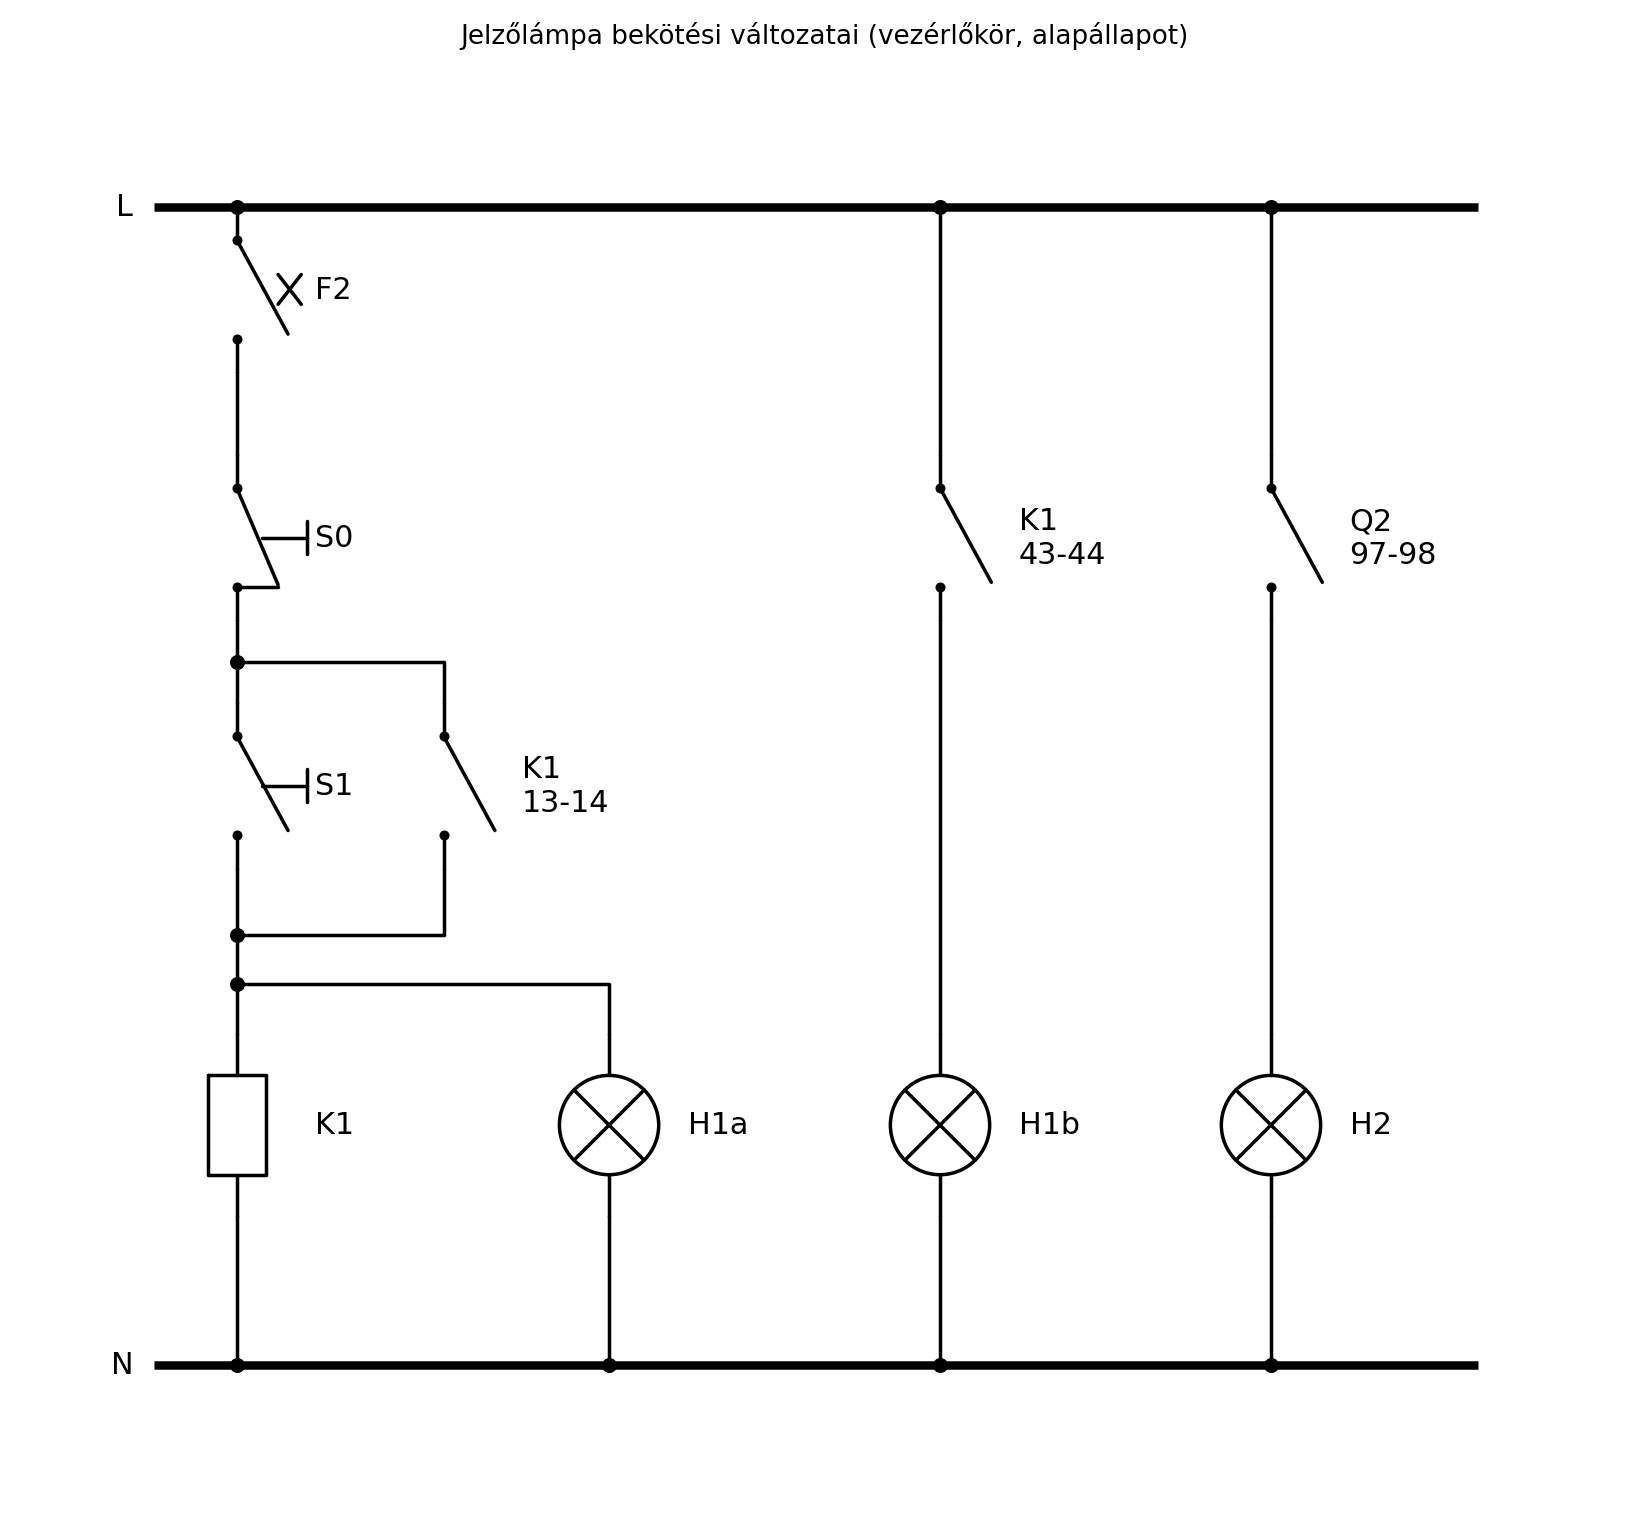 Jelzőlámpa bekötési változatai (vezérlőkör, alapállapot)
L
F2
S0
K1
43-44
Q2
97-98
S1
K1
13-14
K1
H1a
H1b
H2
N